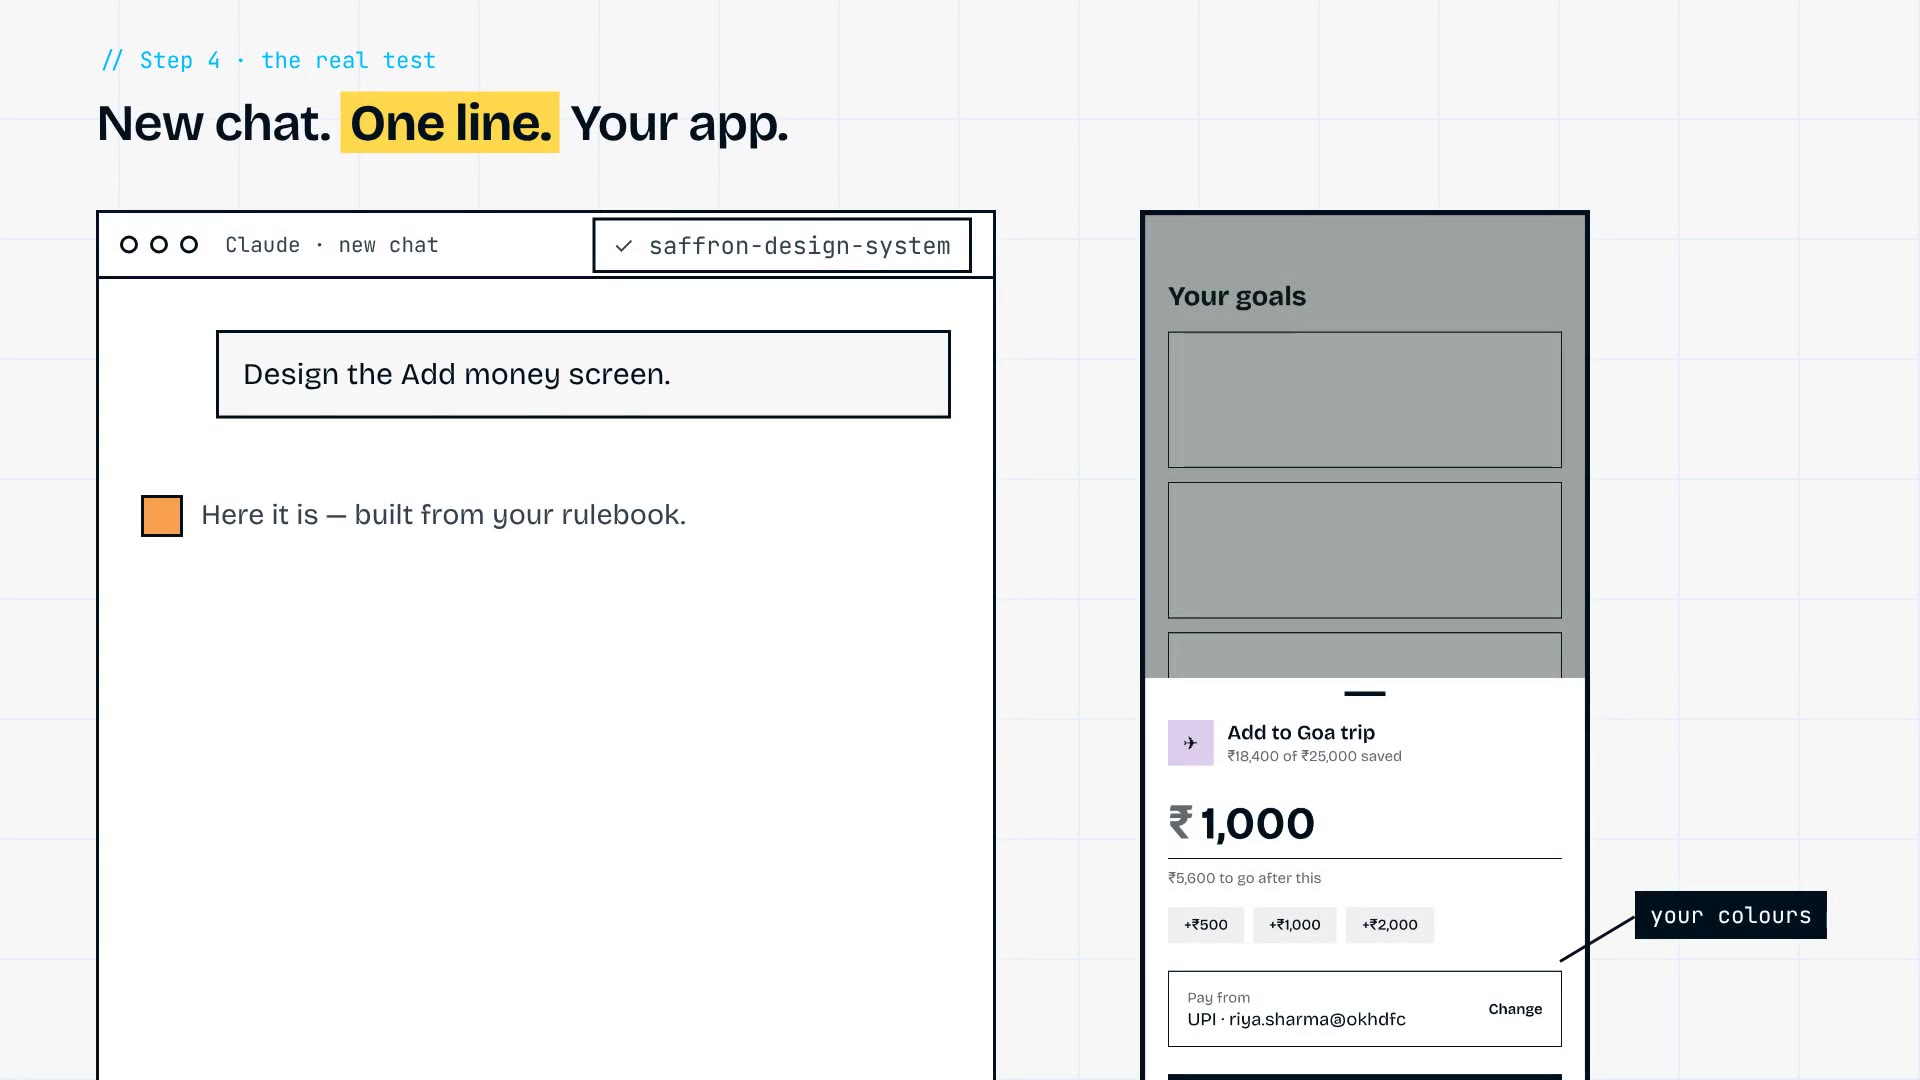 // Step 4 · the real test
New chat. One line. Your app.
Claude · new chat
✓ saffron-design-system
Design the Add money screen.
Here it is — built from your rulebook.
Your goals
Add to Goa trip
₹18,400 of ₹25,000 saved
₹ 1,000
₹5,600 to go after this
+₹500 +₹1,000 +₹2,000
your colours
Pay from
UPI · riya.sharma@okhdfc
Change